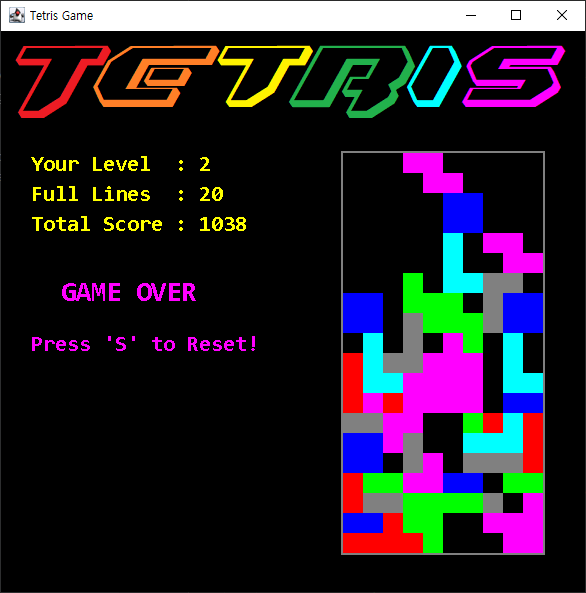 Tetris Game
TETRIS
Your Level : 2
Full Lines : 20
Total Score : 1038
GAME OVER
Press 'S' to Reset!